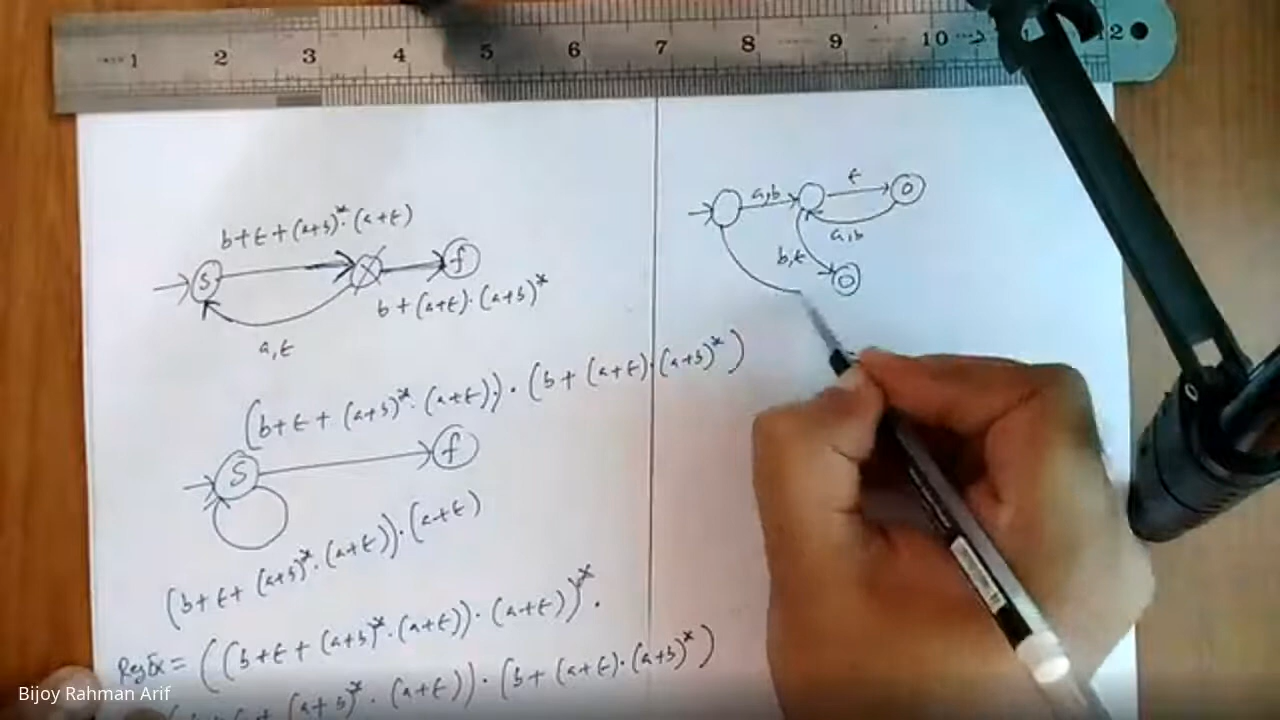 1 2 3 4 5 6 7 8 9 10 12
b+ε+(a+b)*.(a+ε)
s f
b+(a+ε).(a+b)*
a,ε
(b+ε+(a+b)*.(a+ε)).(b+(a+ε).(a+b)*)
S f
(b+ε+(a+b)*.(a+ε)).(a+ε)
RegEx = ((b+ε+(a+b)*.(a+ε)).(a+ε))*.
(a+b)*.(a+ε)).(b+(a+ε).(a+b)*)
a,b ε
a,b
b,ε
Bijoy Rahman Arif